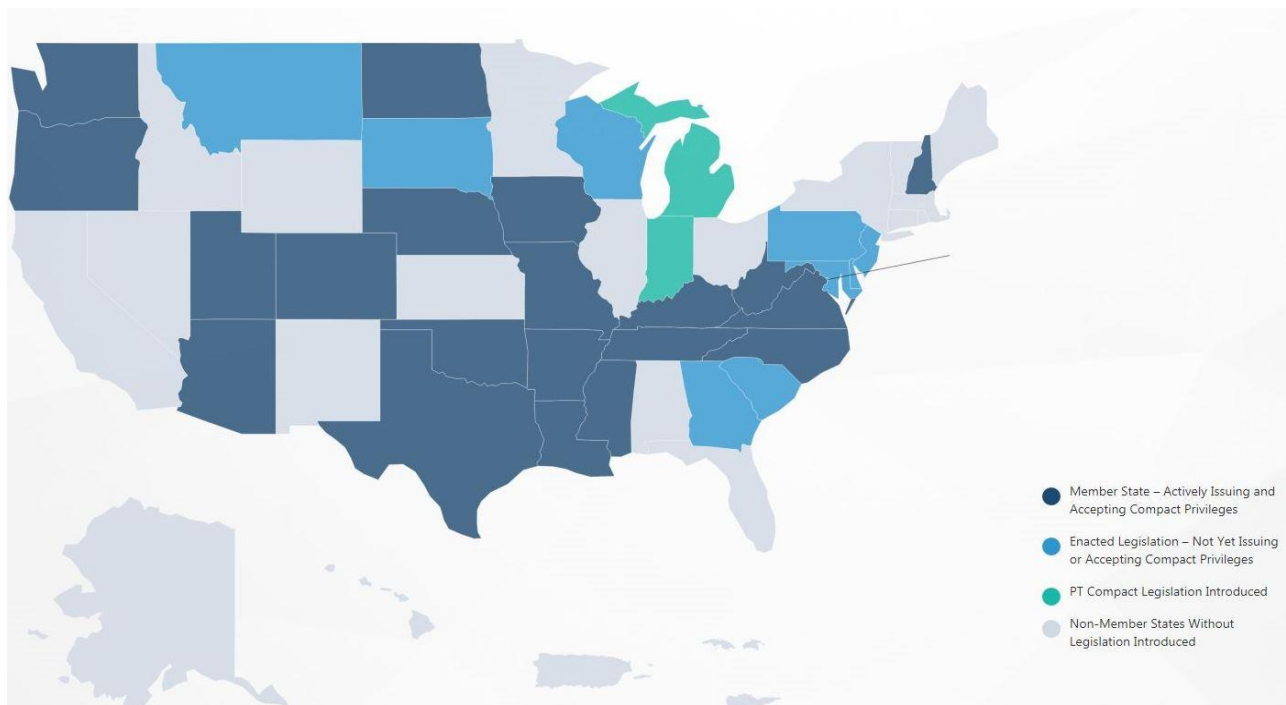 Member State – Actively Issuing and
Accepting Compact Privileges
Enacted Legislation – Not Yet Issuing
or Accepting Compact Privileges
PT Compact Legislation Introduced
Non-Member States Without
Legislation Introduced